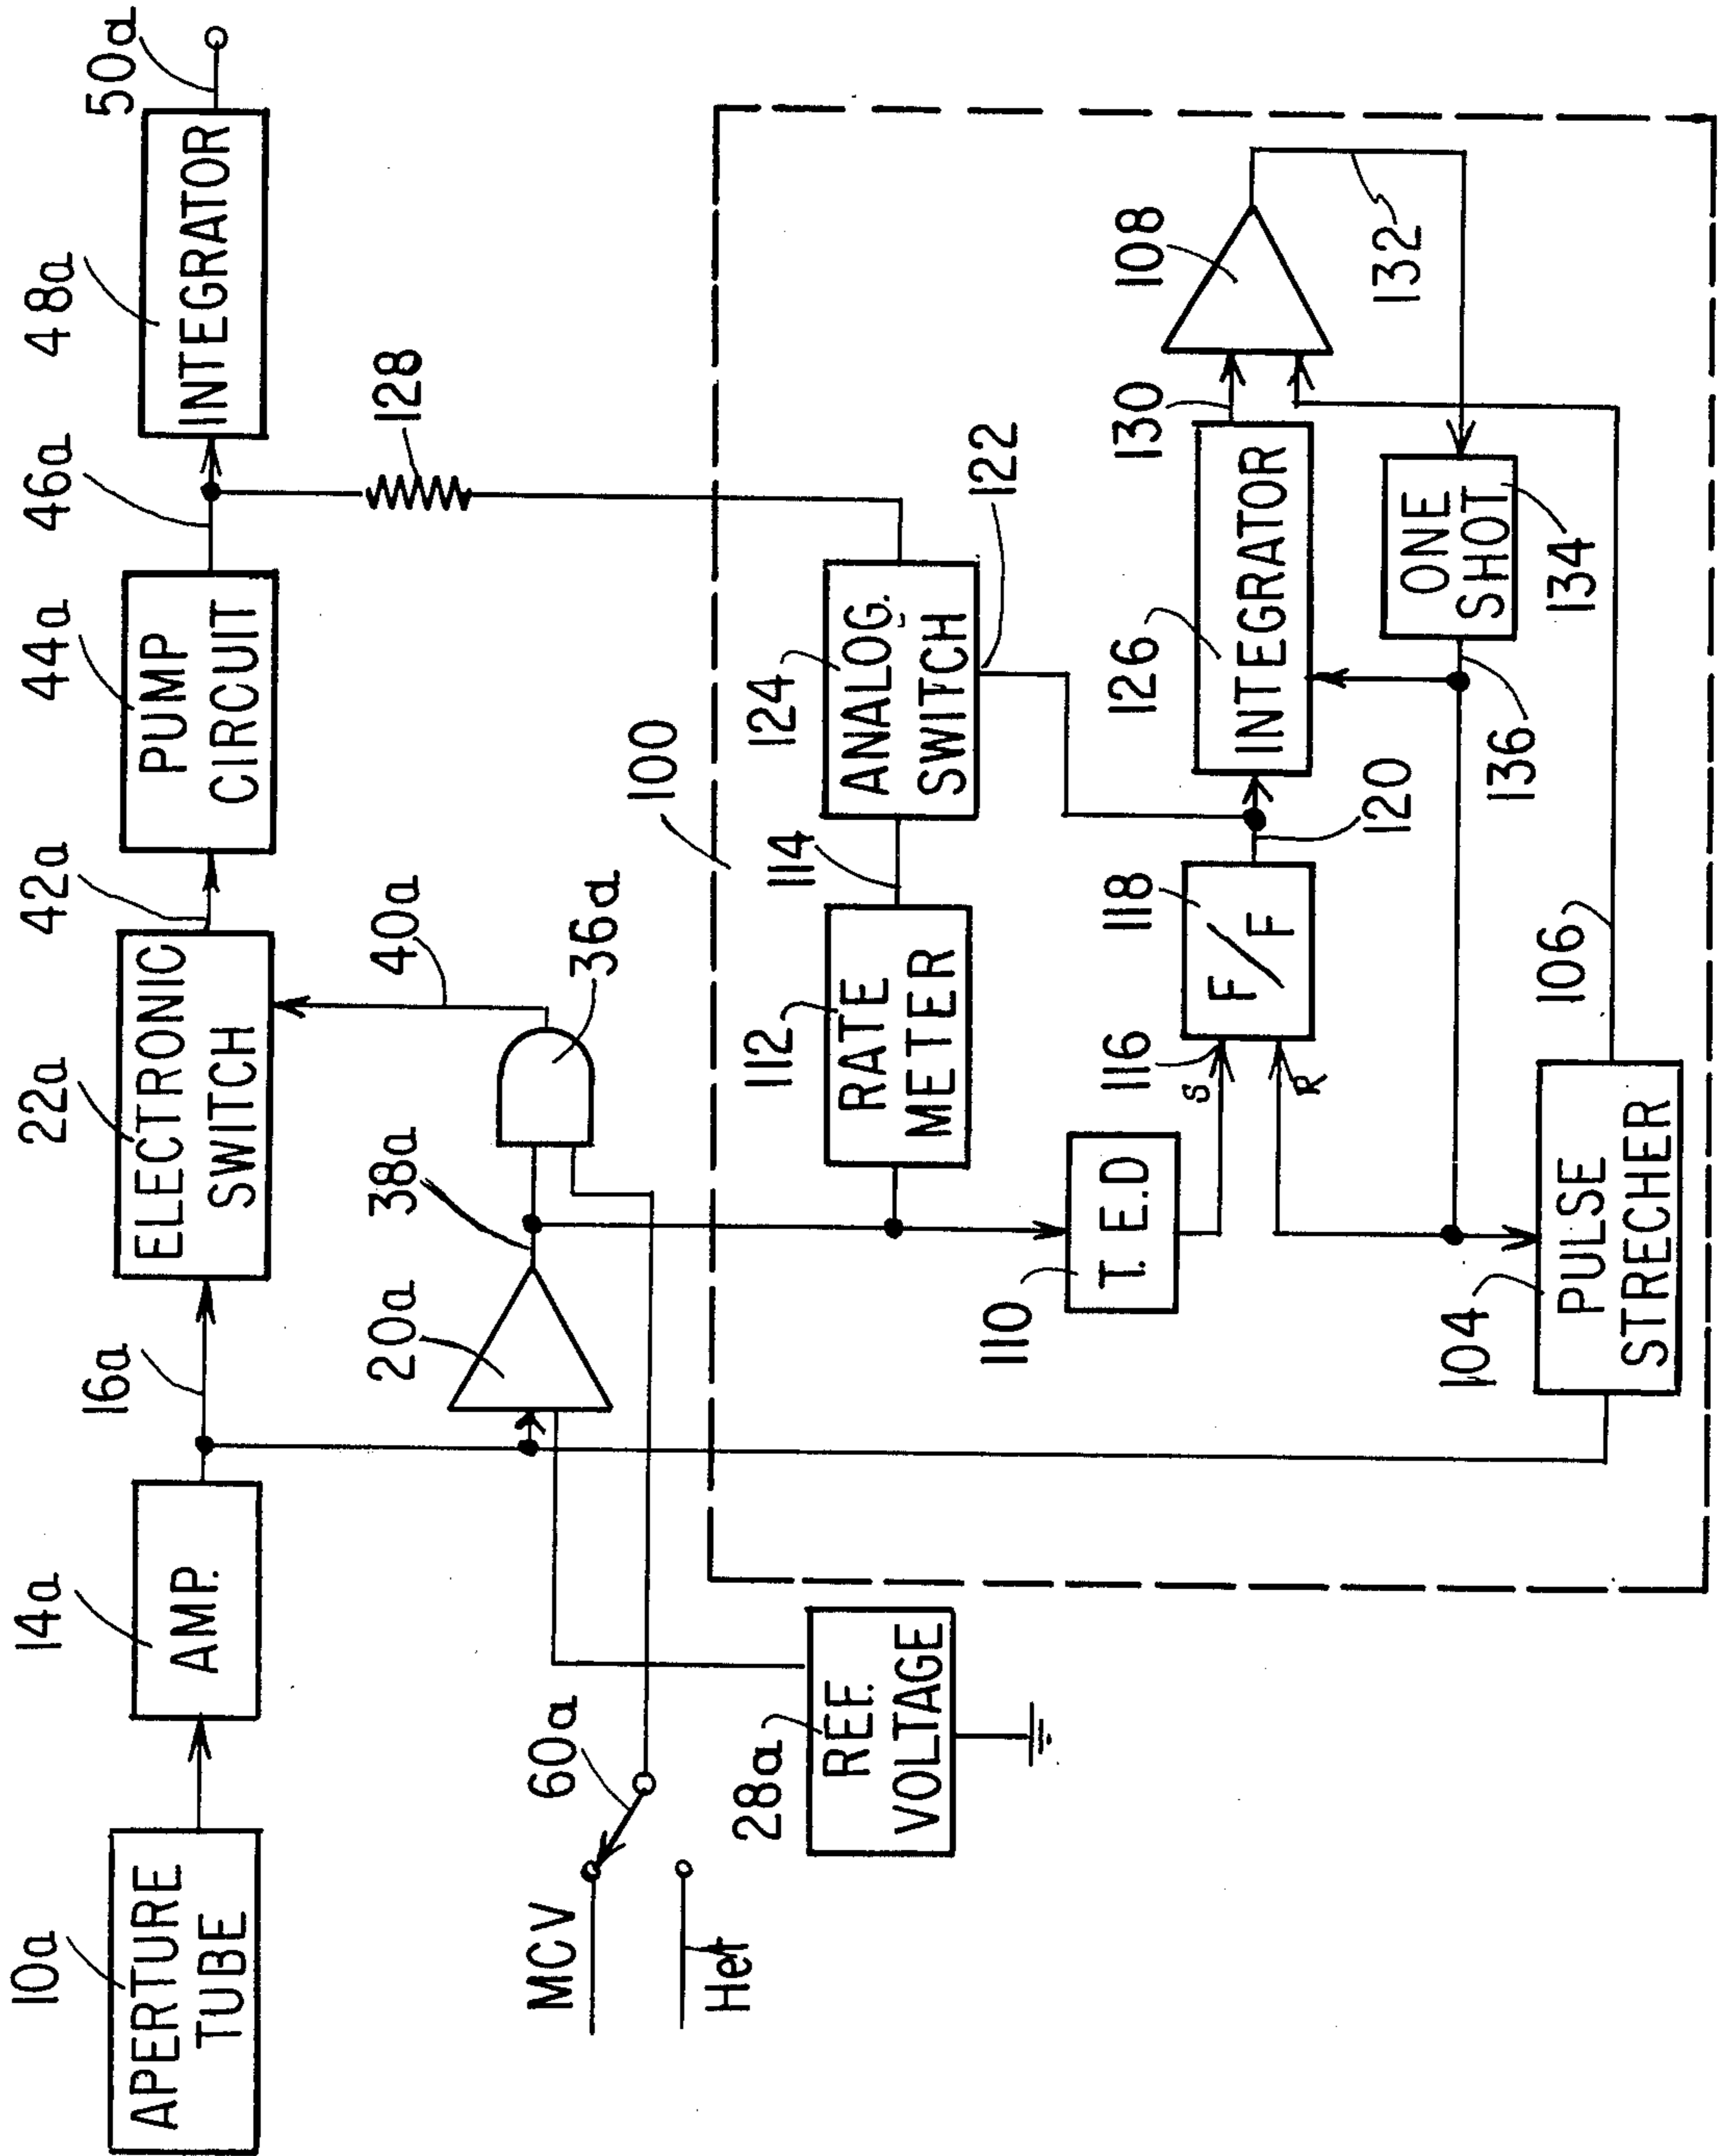 10a
APERTURE
TUBE
14a
AMP.
16a
22a
ELECTRONIC
SWITCH
42a
44a
PUMP
CIRCUIT
46a
48a
INTEGRATOR
50a
MCV
Het
60a
20a
38a
36a
40a
128
28a
REF.
VOLTAGE
100
112
RATE
METER
114
124
ANALOG.
SWITCH
122
110
T.E.D
116
S
R
118
F/F
120
126
INTEGRATOR
130
108
132
ONE
SHOT
134
136
104
PULSE
STRECHER
106